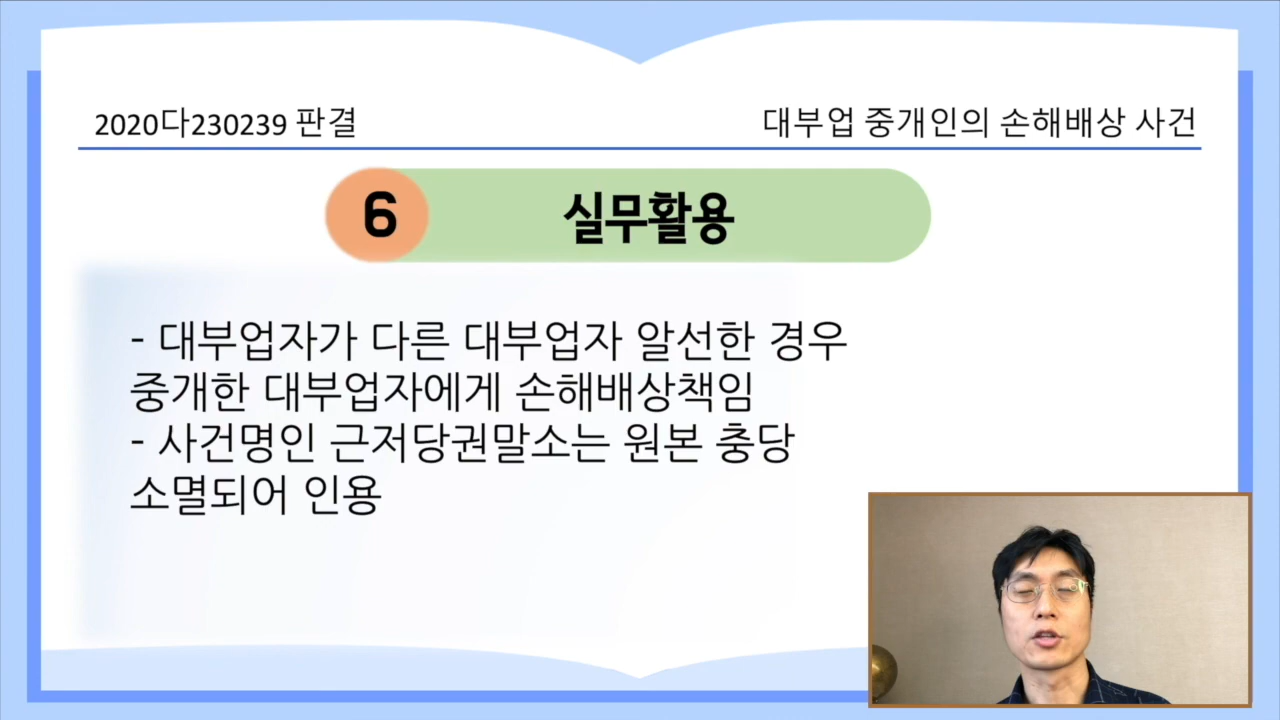 2020다230239 판결
대부업 중개인의 손해배상 사건
6
실무활용
- 대부업자가 다른 대부업자 알선한 경우
중개한 대부업자에게 손해배상책임
- 사건명인 근저당권말소는 원본 충당
소멸되어 인용